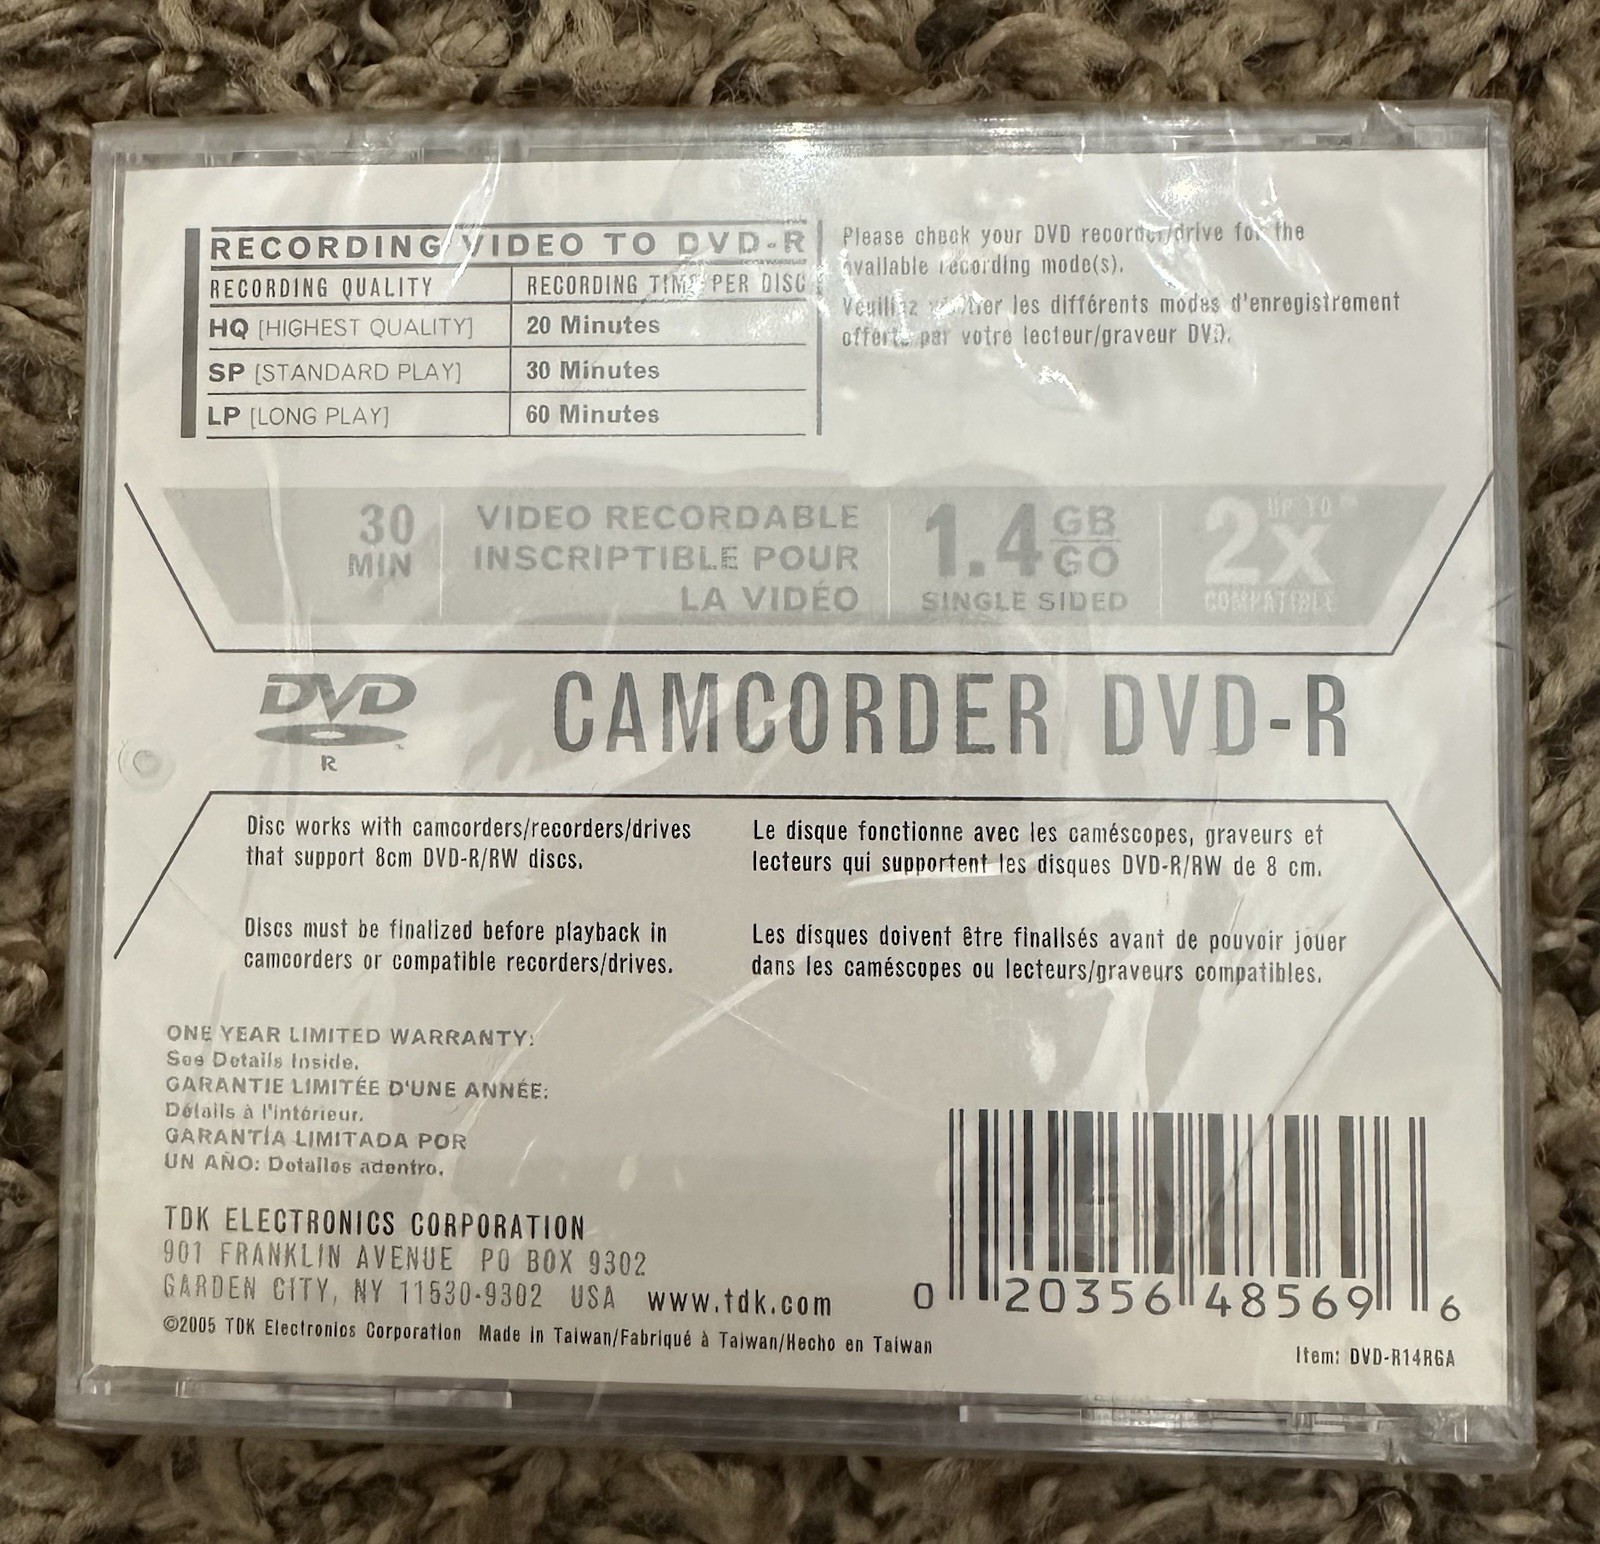 RECORDING VIDEO TO DVD-R
RECORDING QUALITY RECORDING TIME PER DISC
HQ [HIGHEST QUALITY] 20 Minutes
SP [STANDARD PLAY] 30 Minutes
LP [LONG PLAY] 60 Minutes
Please check your DVD recorder/drive for the
available recording mode(s).
Veuillez vérifier les différents modes d'enregistrement
offerts par votre lecteur/graveur DVD.
30
MIN
VIDEO RECORDABLE
INSCRIPTIBLE POUR
LA VIDÉO
1.4 GB
GO
SINGLE SIDED
UP TO
2X
COMPATIBLE
DVD
R
CAMCORDER DVD-R
Disc works with camcorders/recorders/drives
that support 8cm DVD-R/RW discs.
Discs must be finalized before playback in
camcorders or compatible recorders/drives.
Le disque fonctionne avec les caméscopes, graveurs et
lecteurs qui supportent les disques DVD-R/RW de 8 cm.
Les disques doivent être finalisés avant de pouvoir jouer
dans les caméscopes ou lecteurs/graveurs compatibles.
ONE YEAR LIMITED WARRANTY:
See Details Inside.
GARANTIE LIMITÉE D'UNE ANNÉE:
Détails à l'intérieur.
GARANTÍA LIMITADA POR
UN AÑO: Detalles adentro.
TDK ELECTRONICS CORPORATION
901 FRANKLIN AVENUE PO BOX 9302
GARDEN CITY, NY 11530-9302 USA www.tdk.com
©2005 TDK Electronics Corporation Made in Taiwan/Fabriqué à Taiwan/Hecho en Taiwan
0 20356 48569 6
Item: DVD-R14RGA